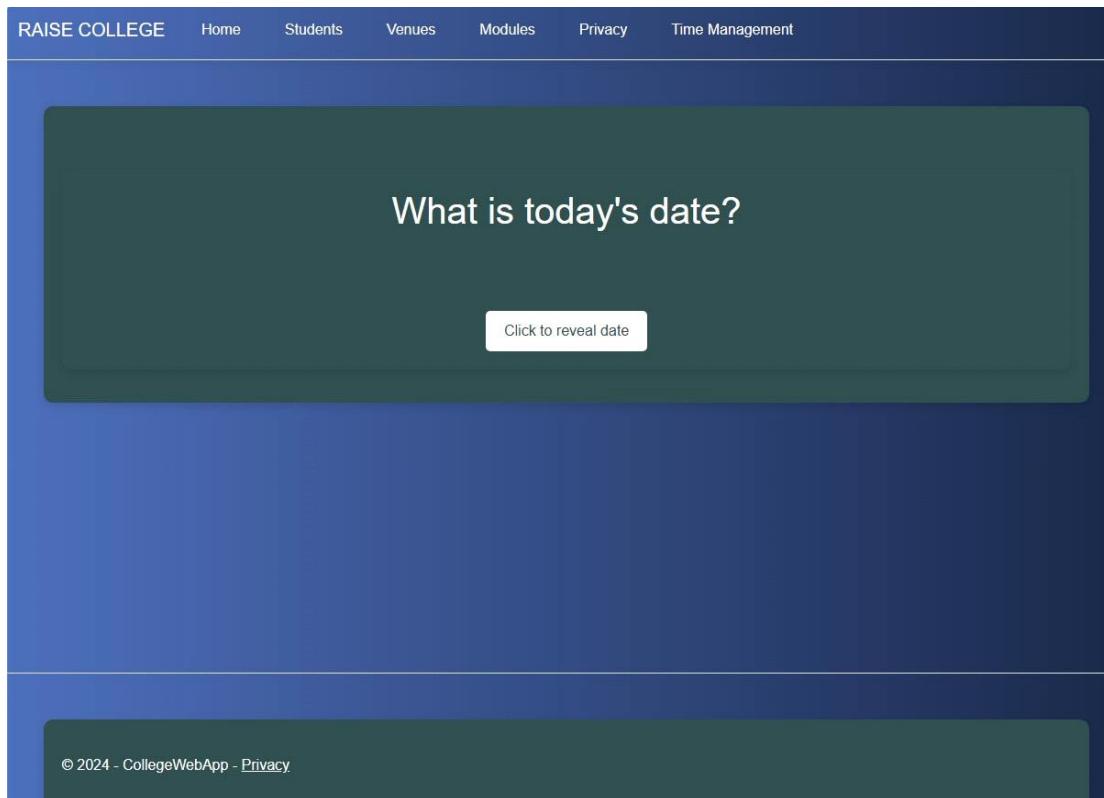 RAISE COLLEGE Home Students Venues Modules Privacy Time Management
What is today's date?
Click to reveal date
© 2024 - CollegeWebApp - Privacy